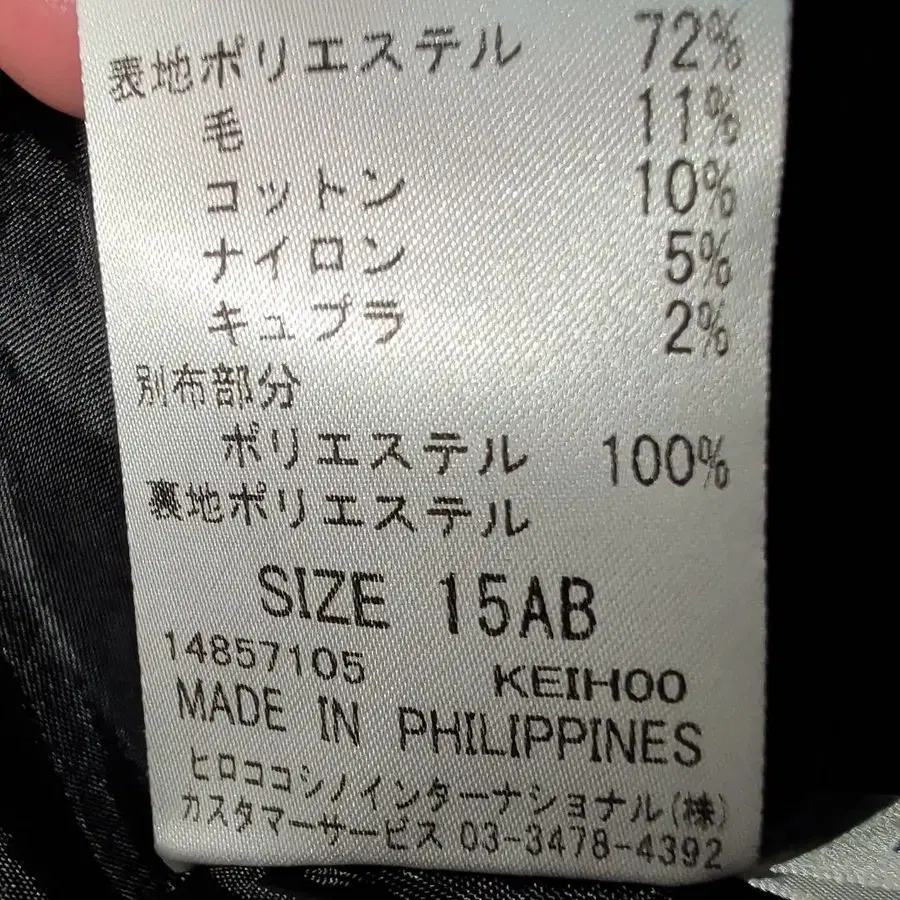 表地ポリエステル 72%
毛 11%
コットン 10%
ナイロン 5%
キュプラ 2%
別布部分
ポリエステル 100%
裏地ポリエステル
SIZE 15AB
14857105 KEIHOO
MADE IN PHILIPPINES
ヒロココシノインターナショナル(株)
カスタマーサービス 03-3478-4392